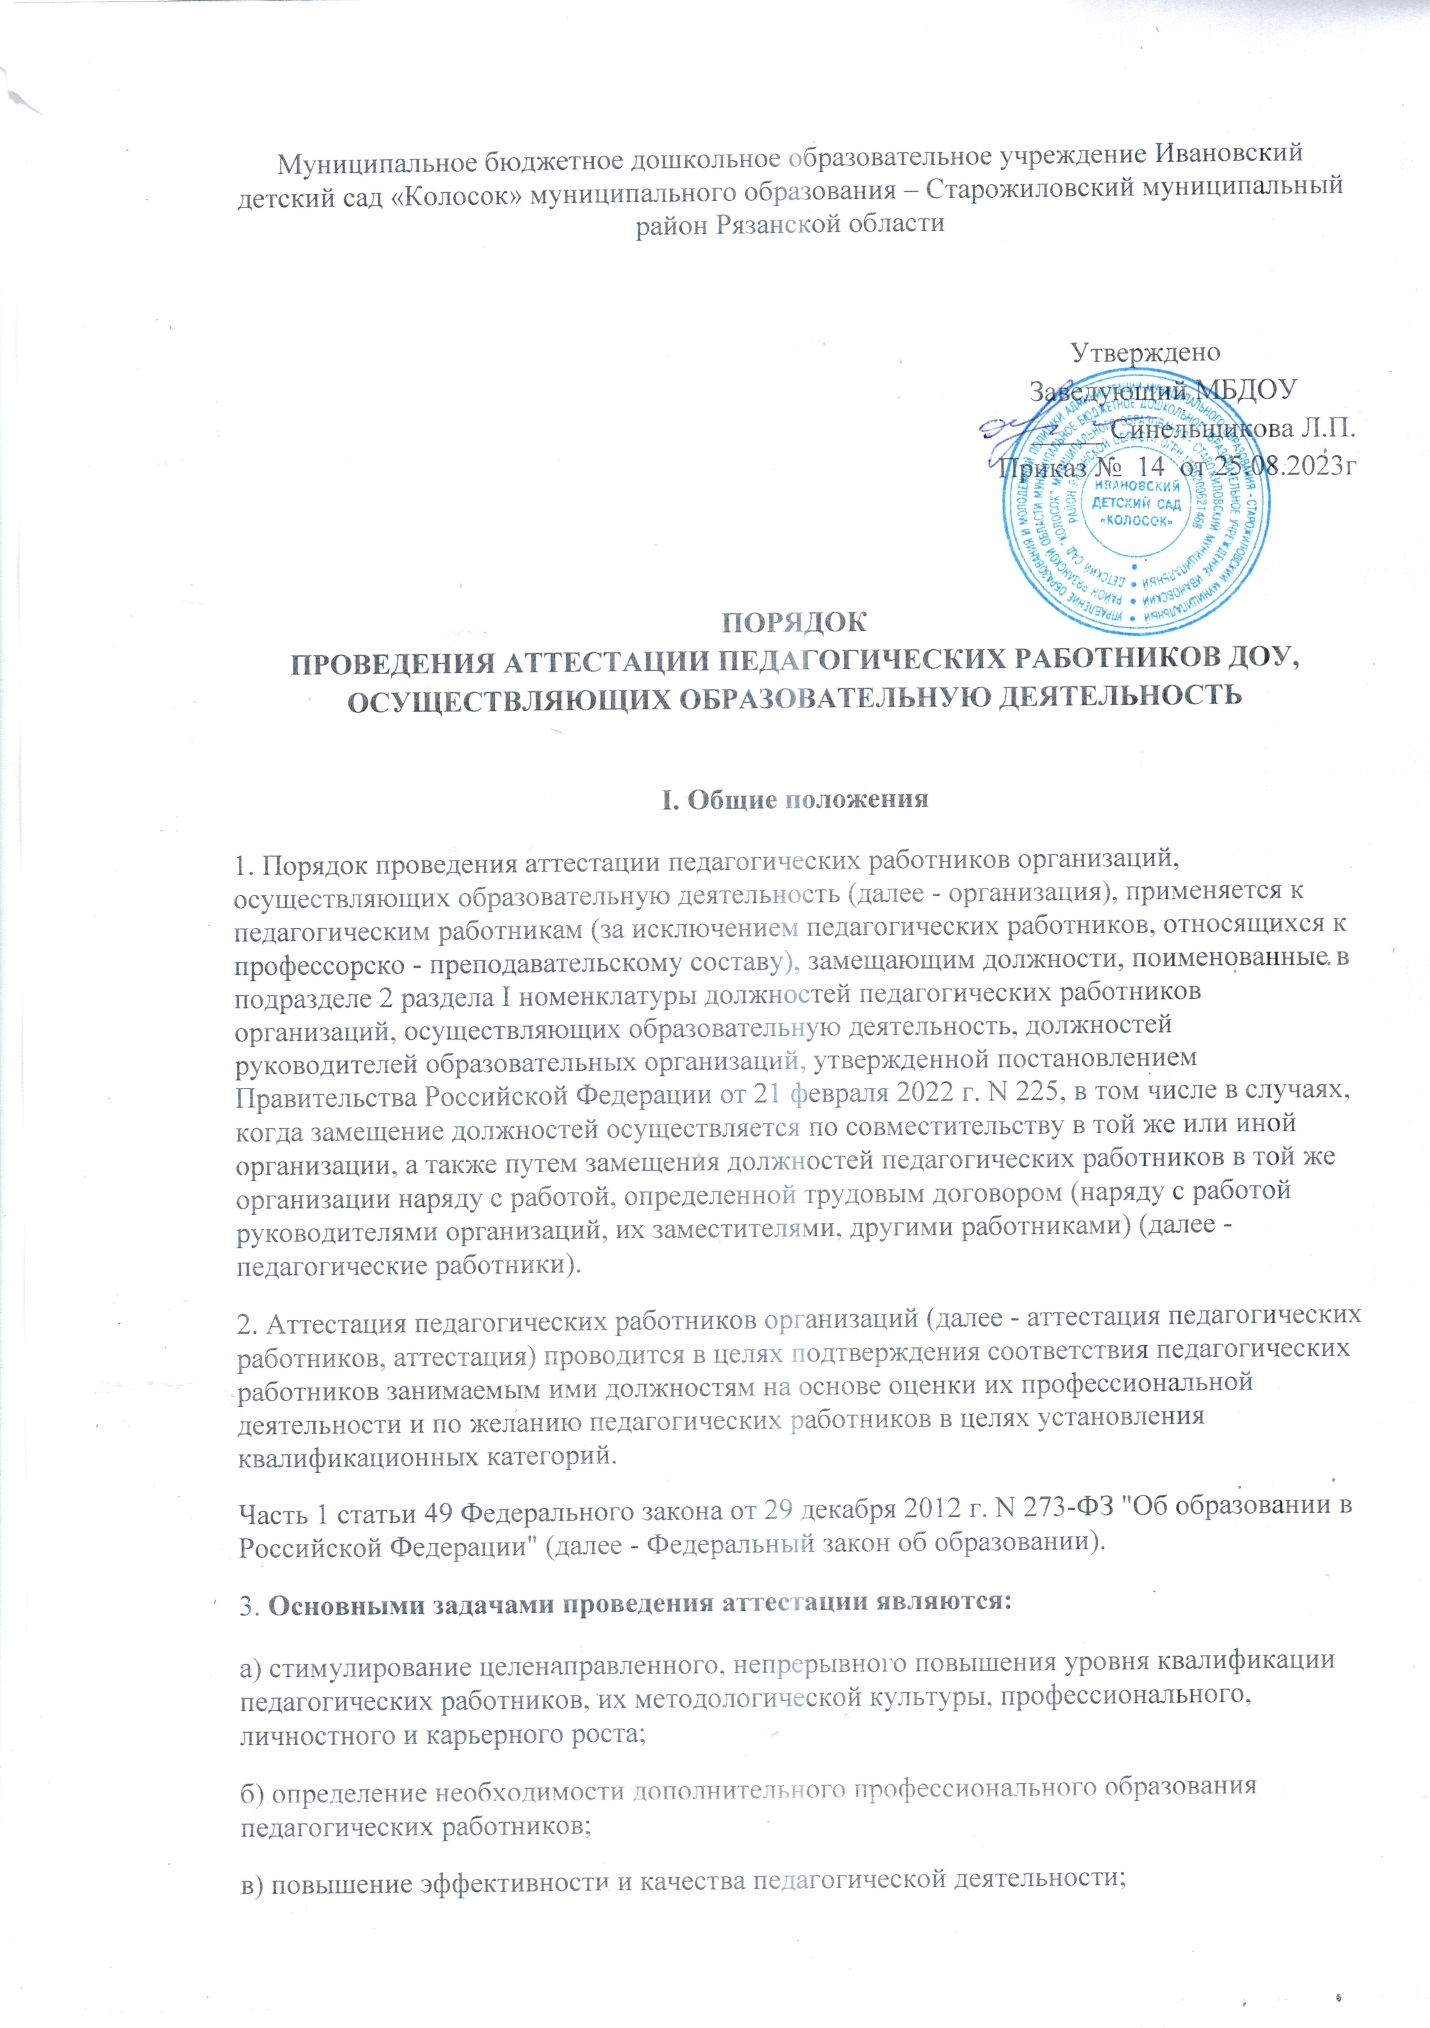 Муниципальное бюджетное дошкольное образовательное учреждение Ивановский
детский сад «Колосок» муниципального образования – Старожиловский муниципальный
район Рязанской области
Утверждено
Заведующий МБДОУ
Синельщикова Л.П.
Приказ № 14 от 25.08.2023г
ИВАНОВСКИЙ
ДЕТСКИЙ САД
«КОЛОСОК»
ПОРЯДОК
ПРОВЕДЕНИЯ АТТЕСТАЦИИ ПЕДАГОГИЧЕСКИХ РАБОТНИКОВ ДОУ,
ОСУЩЕСТВЛЯЮЩИХ ОБРАЗОВАТЕЛЬНУЮ ДЕЯТЕЛЬНОСТЬ
I. Общие положения
1. Порядок проведения аттестации педагогических работников организаций,
осуществляющих образовательную деятельность (далее - организация), применяется к
педагогическим работникам (за исключением педагогических работников, относящихся к
профессорско - преподавательскому составу), замещающим должности, поименованные в
подразделе 2 раздела I номенклатуры должностей педагогических работников
организаций, осуществляющих образовательную деятельность, должностей
руководителей образовательных организаций, утвержденной постановлением
Правительства Российской Федерации от 21 февраля 2022 г. N 225, в том числе в случаях,
когда замещение должностей осуществляется по совместительству в той же или иной
организации, а также путем замещения должностей педагогических работников в той же
организации наряду с работой, определенной трудовым договором (наряду с работой
руководителями организаций, их заместителями, другими работниками) (далее -
педагогические работники).
2. Аттестация педагогических работников организаций (далее - аттестация педагогических
работников, аттестация) проводится в целях подтверждения соответствия педагогических
работников занимаемым ими должностям на основе оценки их профессиональной
деятельности и по желанию педагогических работников в целях установления
квалификационных категорий.
Часть 1 статьи 49 Федерального закона от 29 декабря 2012 г. N 273-ФЗ "Об образовании в
Российской Федерации" (далее - Федеральный закон об образовании).
3. Основными задачами проведения аттестации являются:
а) стимулирование целенаправленного, непрерывного повышения уровня квалификации
педагогических работников, их методологической культуры, профессионального,
личностного и карьерного роста;
б) определение необходимости дополнительного профессионального образования
педагогических работников;
в) повышение эффективности и качества педагогической деятельности;